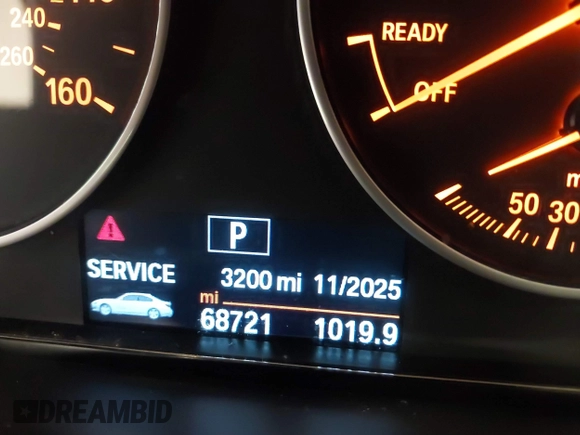 240
260
160
READY
OFF
50 30
P
SERVICE
3200 mi 11/2025
mi
68721 1019.9
DREAMBID